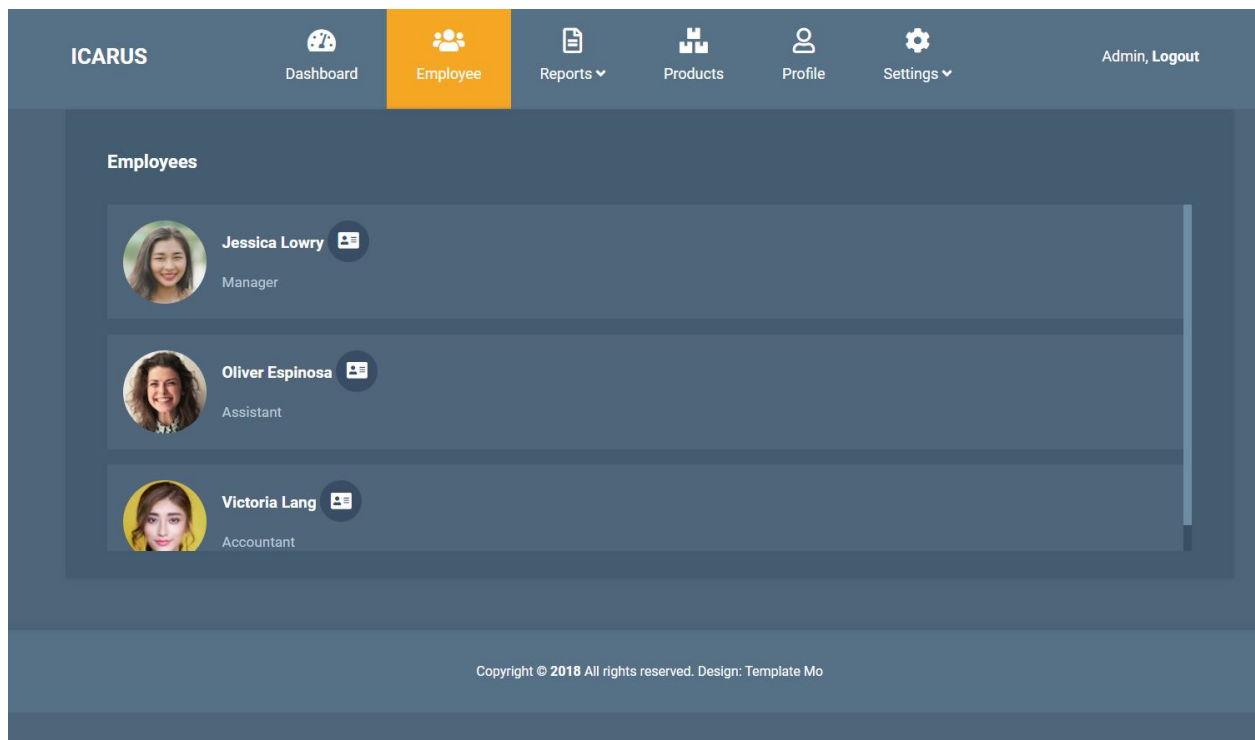 ICARUS
Dashboard
Employee
Reports
Products
Profile
Settings
Admin, Logout
Employees
Jessica Lowry
Manager
Oliver Espinosa
Assistant
Victoria Lang
Accountant
Copyright © 2018 All rights reserved. Design: Template Mo